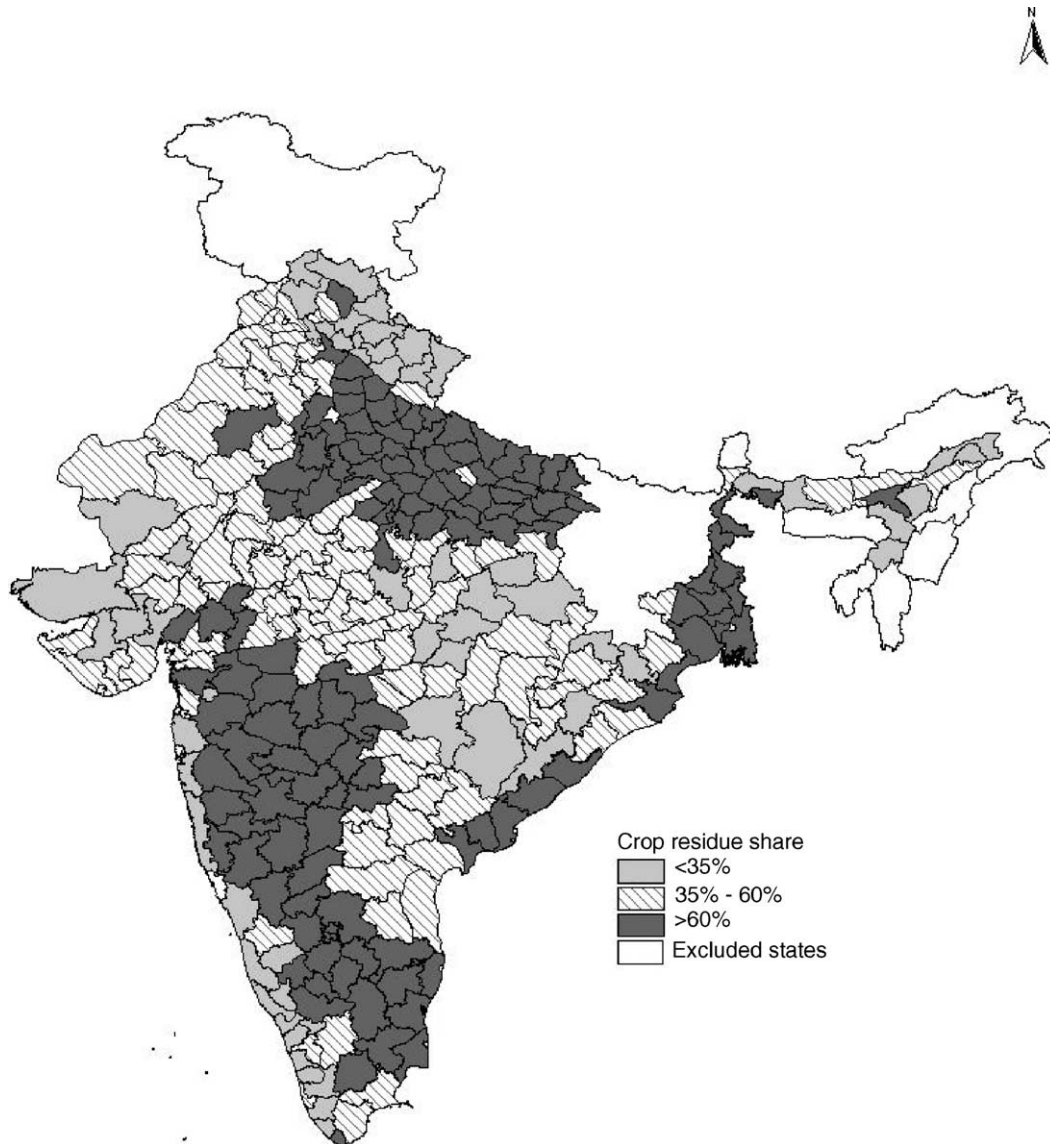 N
Crop residue share
<35%
35% - 60%
>60%
Excluded states